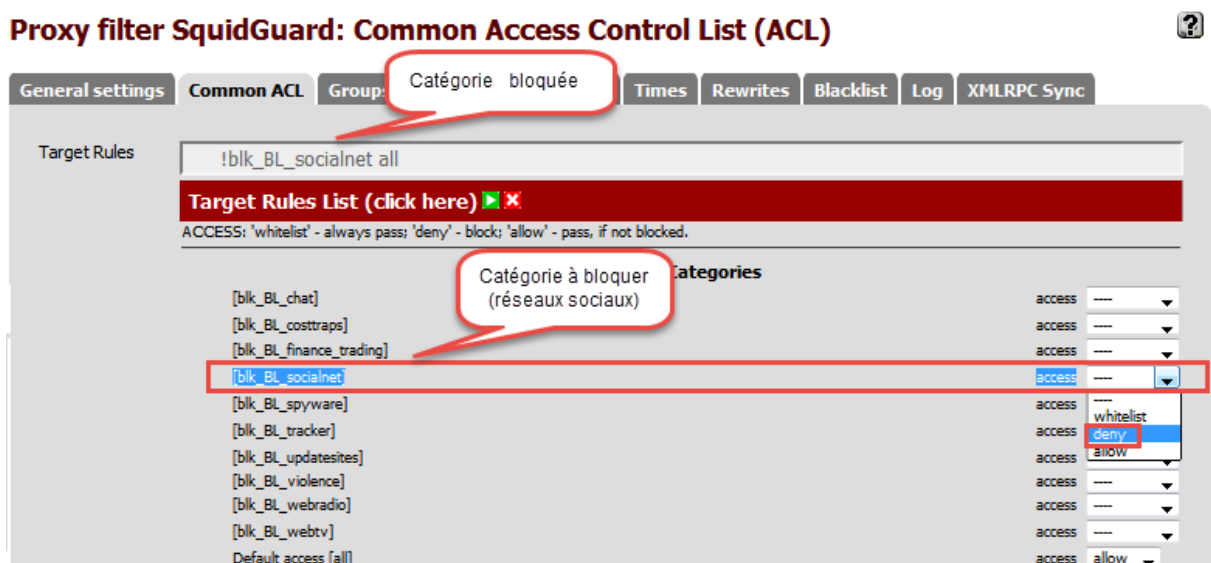 Proxy filter SquidGuard: Common Access Control List (ACL)
Catégorie bloquée
General settings Common ACL Groups Times Rewrites Blacklist Log XMLRPC Sync
Target Rules
!blk_BL_socialnet all
Target Rules List (click here)
ACCESS: 'whitelist' - always pass; 'deny' - block; 'allow' - pass, if not blocked.
Catégorie à bloquer
(réseaux sociaux)
Categories
[blk_BL_chat] access ----
[blk_BL_costtraps] access ----
[blk_BL_finance_trading] access ----
[blk_BL_socialnet] access ----
----
[blk_BL_spyware] access
whitelist
[blk_BL_tracker] access deny
allow
[blk_BL_updatesites] access
[blk_BL_violence] access ----
[blk_BL_webradio] access ----
[blk_BL_webtv] access ----
Default access [all] access allow